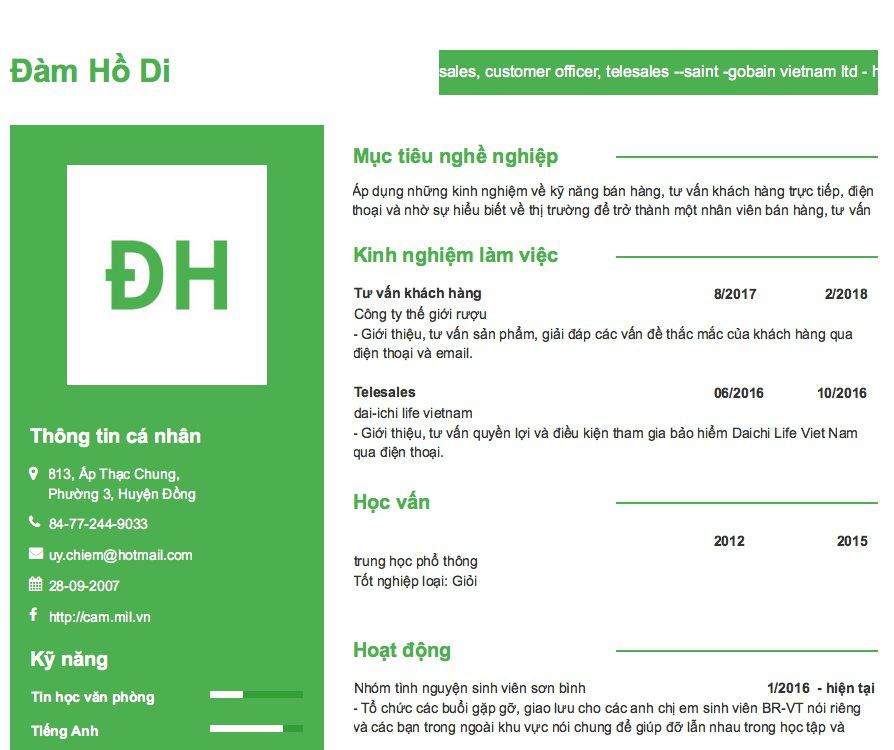 Đàm Hồ Di
sales, customer officer, telesales --saint -gobain vietnam ltd - h
ĐH
Thông tin cá nhân
813, Ấp Thạc Chung,
Phường 3, Huyện Đồng
84-77-244-9033
uy.chiem@hotmail.com
28-09-2007
http://cam.mil.vn
Kỹ năng
Tin học văn phòng
Tiếng Anh
Mục tiêu nghề nghiệp
Áp dụng những kinh nghiệm về kỹ năng bán hàng, tư vấn khách hàng trực tiếp, điện
thoại và nhờ sự hiểu biết về thị trường để trở thành một nhân viên bán hàng, tư vấn
Kinh nghiệm làm việc
Tư vấn khách hàng 8/2017 2/2018
Công ty thế giới rượu
- Giới thiệu, tư vấn sản phẩm, giải đáp các vấn đề thắc mắc của khách hàng qua
điện thoại và email.
Telesales 06/2016 10/2016
dai-ichi life vietnam
- Giới thiệu, tư vấn quyền lợi và điều kiện tham gia bảo hiểm Daichi Life Viet Nam
qua điện thoại.
Học vấn
2012 2015
trung học phổ thông
Tốt nghiệp loại: Giỏi
Hoạt động
Nhóm tình nguyện sinh viên sơn bình 1/2016 - hiện tại
- Tổ chức các buổi gặp gỡ, giao lưu cho các anh chị em sinh viên BR-VT nói riêng
và các bạn trong ngoài khu vực nói chung để giúp đỡ lẫn nhau trong học tập và